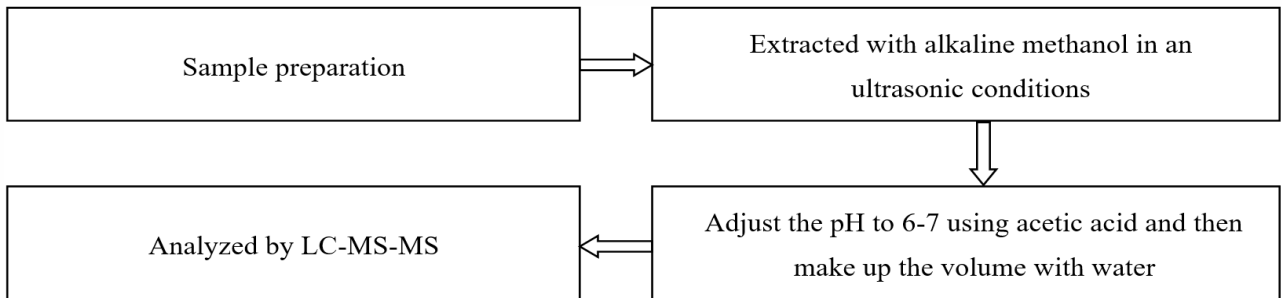 Sample preparation
Extracted with alkaline methanol in an
ultrasonic conditions
Adjust the pH to 6-7 using acetic acid and then
make up the volume with water
Analyzed by LC-MS-MS